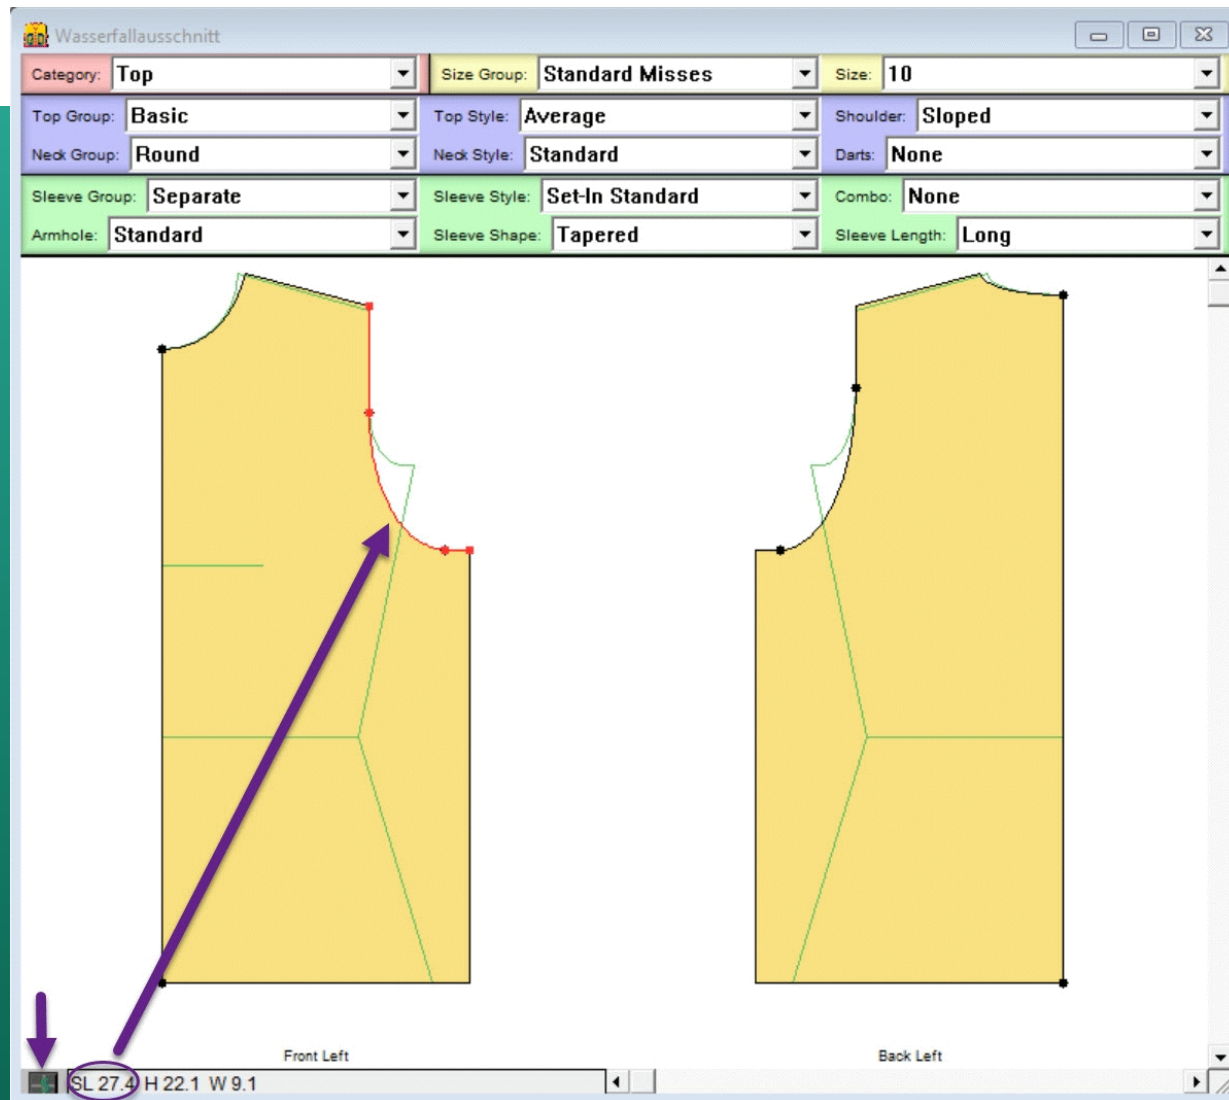 Wasserfallausschnitt
Category: Top Size Group: Standard Misses Size: 10
Top Group: Basic Top Style: Average Shoulder: Sloped
Neck Group: Round Neck Style: Standard Darts: None
Sleeve Group: Separate Sleeve Style: Set-In Standard Combo: None
Armhole: Standard Sleeve Shape: Tapered Sleeve Length: Long
Front Left Back Left
SL 27.4 H 22.1 W 9.1